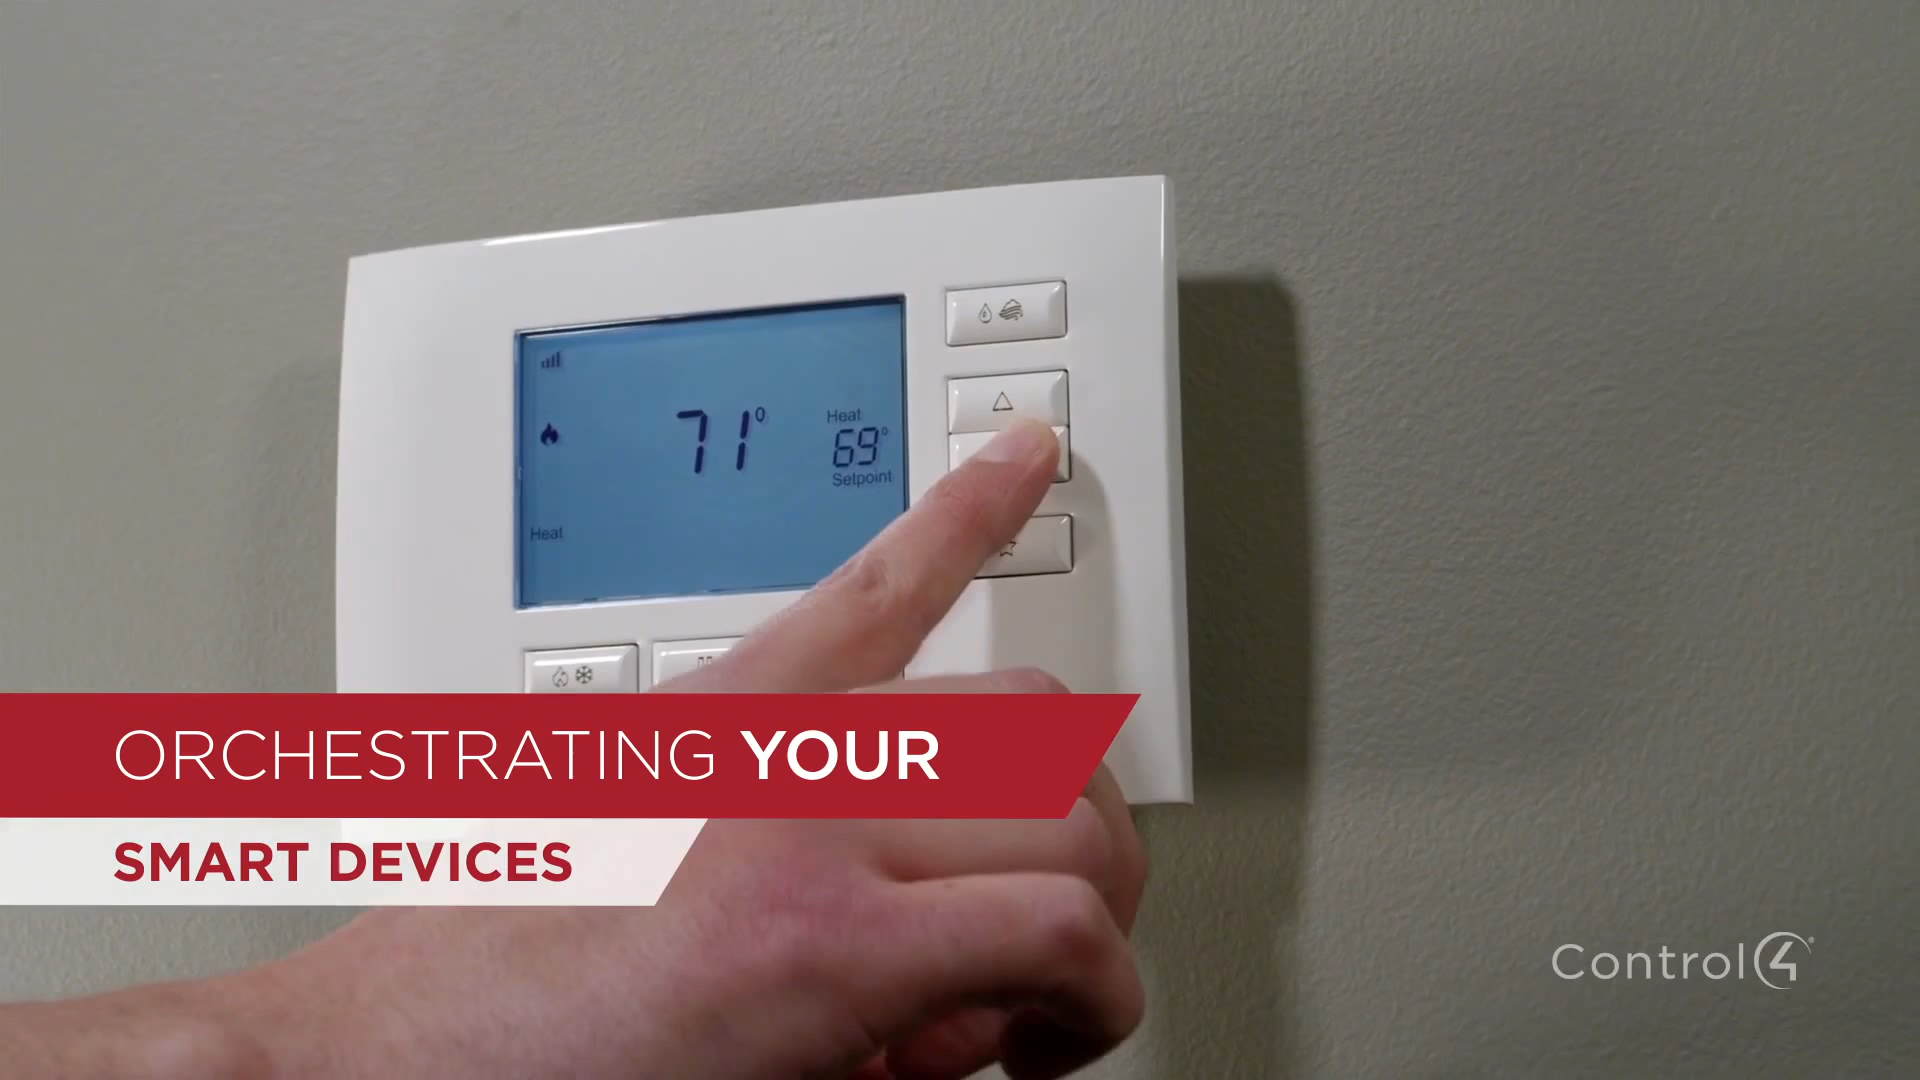 71°
Heat
69°
Setpoint
Heat
ORCHESTRATING YOUR
SMART DEVICES
Control4®